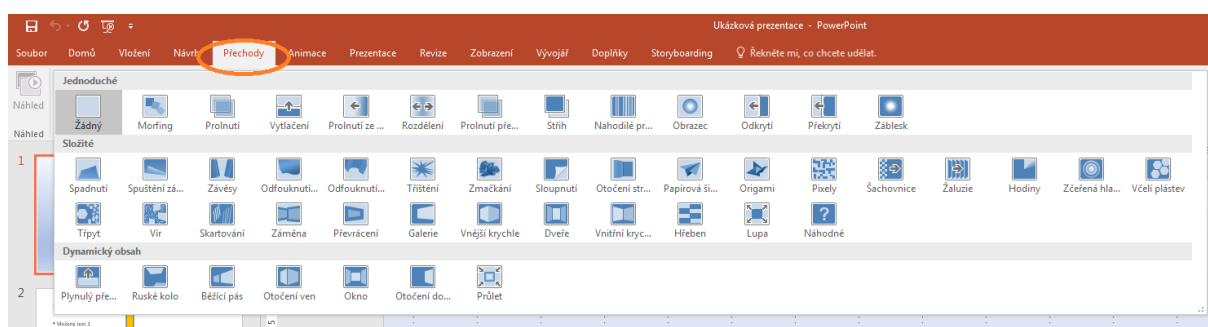 Ukázková prezentace - PowerPoint
Soubor Domů Vložení Návrh Přechody Animace Prezentace Revize Zobrazení Vývojář Doplňky Storyboarding Řekněte mi, co chcete udělat.
Náhled
Náhled
Jednoduché
Žádný Morfing Prolnutí Vytlačení Prolnutí ze ... Rozdělení Prolnutí pře... Střih Nahodilé pr... Obrazec Odkrytí Překrytí Záblesk
Složité
Spadnutí Spuštění zá... Závěsy Odfouknutí... Odfouknutí... Tříštění Zmačkání Sloupnutí Otočení str... Papírová ši... Origami Pixely Šachovnice Žaluzie Hodiny Zčeřená hla... Včelí plástev
Třpyt Vír Skartování Záměna Převrácení Galerie Vnější krychle Dveře Vnitřní kryc... Hřeben Lupa Náhodné
Dynamický obsah
Plynulý pře... Ruské kolo Běžící pás Otočení ven Okno Otočení do... Průlet
1
2
• Vložený text 1
5